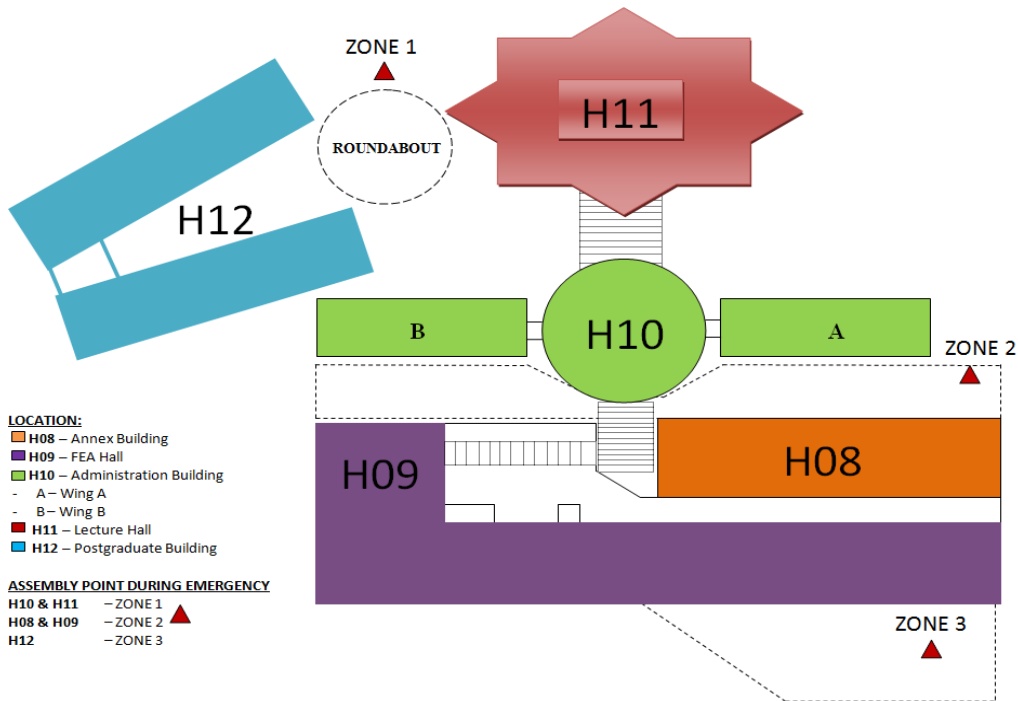 ZONE 1
H11
ROUNDABOUT
H12
B
H10
A
ZONE 2
H09
H08
LOCATION:
H08 – Annex Building
H09 – FEA Hall
H10 – Administration Building
- A – Wing A
- B – Wing B
H11 – Lecture Hall
H12 – Postgraduate Building
ASSEMBLY POINT DURING EMERGENCY
H10 & H11 – ZONE 1
H08 & H09 – ZONE 2
H12 – ZONE 3
ZONE 3